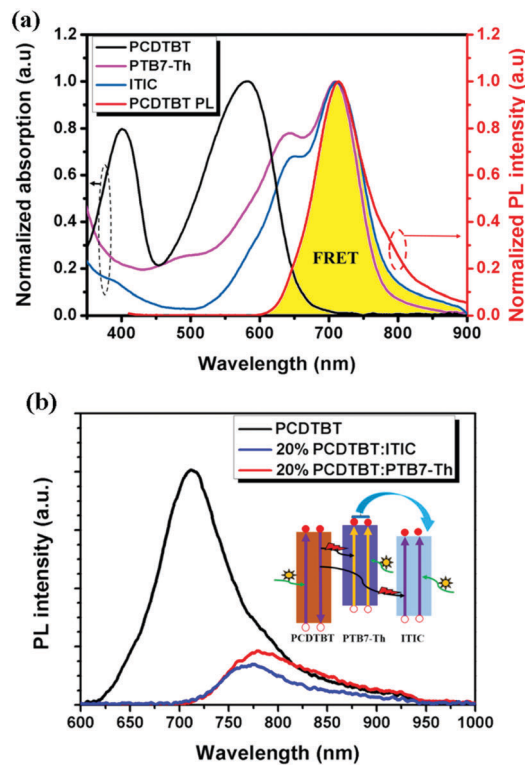 (a)
PCDTBT
PTB7-Th
ITIC
PCDTBT PL
FRET
Normalized absorption (a.u)
0.0
0.2
0.4
0.6
0.8
1.0
1.2
Normalized PL intensity (a.u)
0.0
0.2
0.4
0.6
0.8
1.0
1.2
400
500
600
700
800
900
Wavelength (nm)
(b)
PCDTBT
20% PCDTBT:ITIC
20% PCDTBT:PTB7-Th
PL intensity (a.u.)
PCDTBT
PTB7-Th
ITIC
600
650
700
750
800
850
900
950
1000
Wavelength (nm)